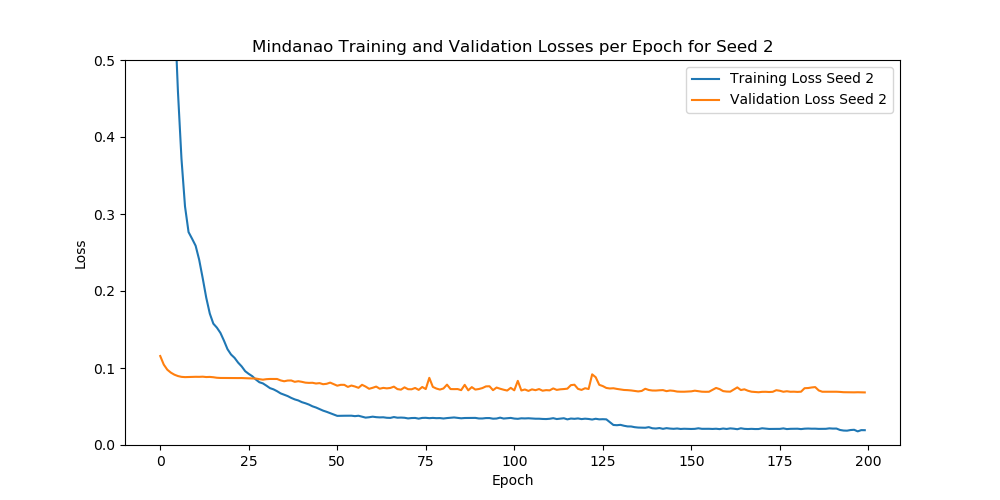 Mindanao Training and Validation Losses per Epoch for Seed 2
Training Loss Seed 2
Validation Loss Seed 2
Loss
0.5
0.4
0.3
0.2
0.1
0.0
0 25 50 75 100 125 150 175 200
Epoch